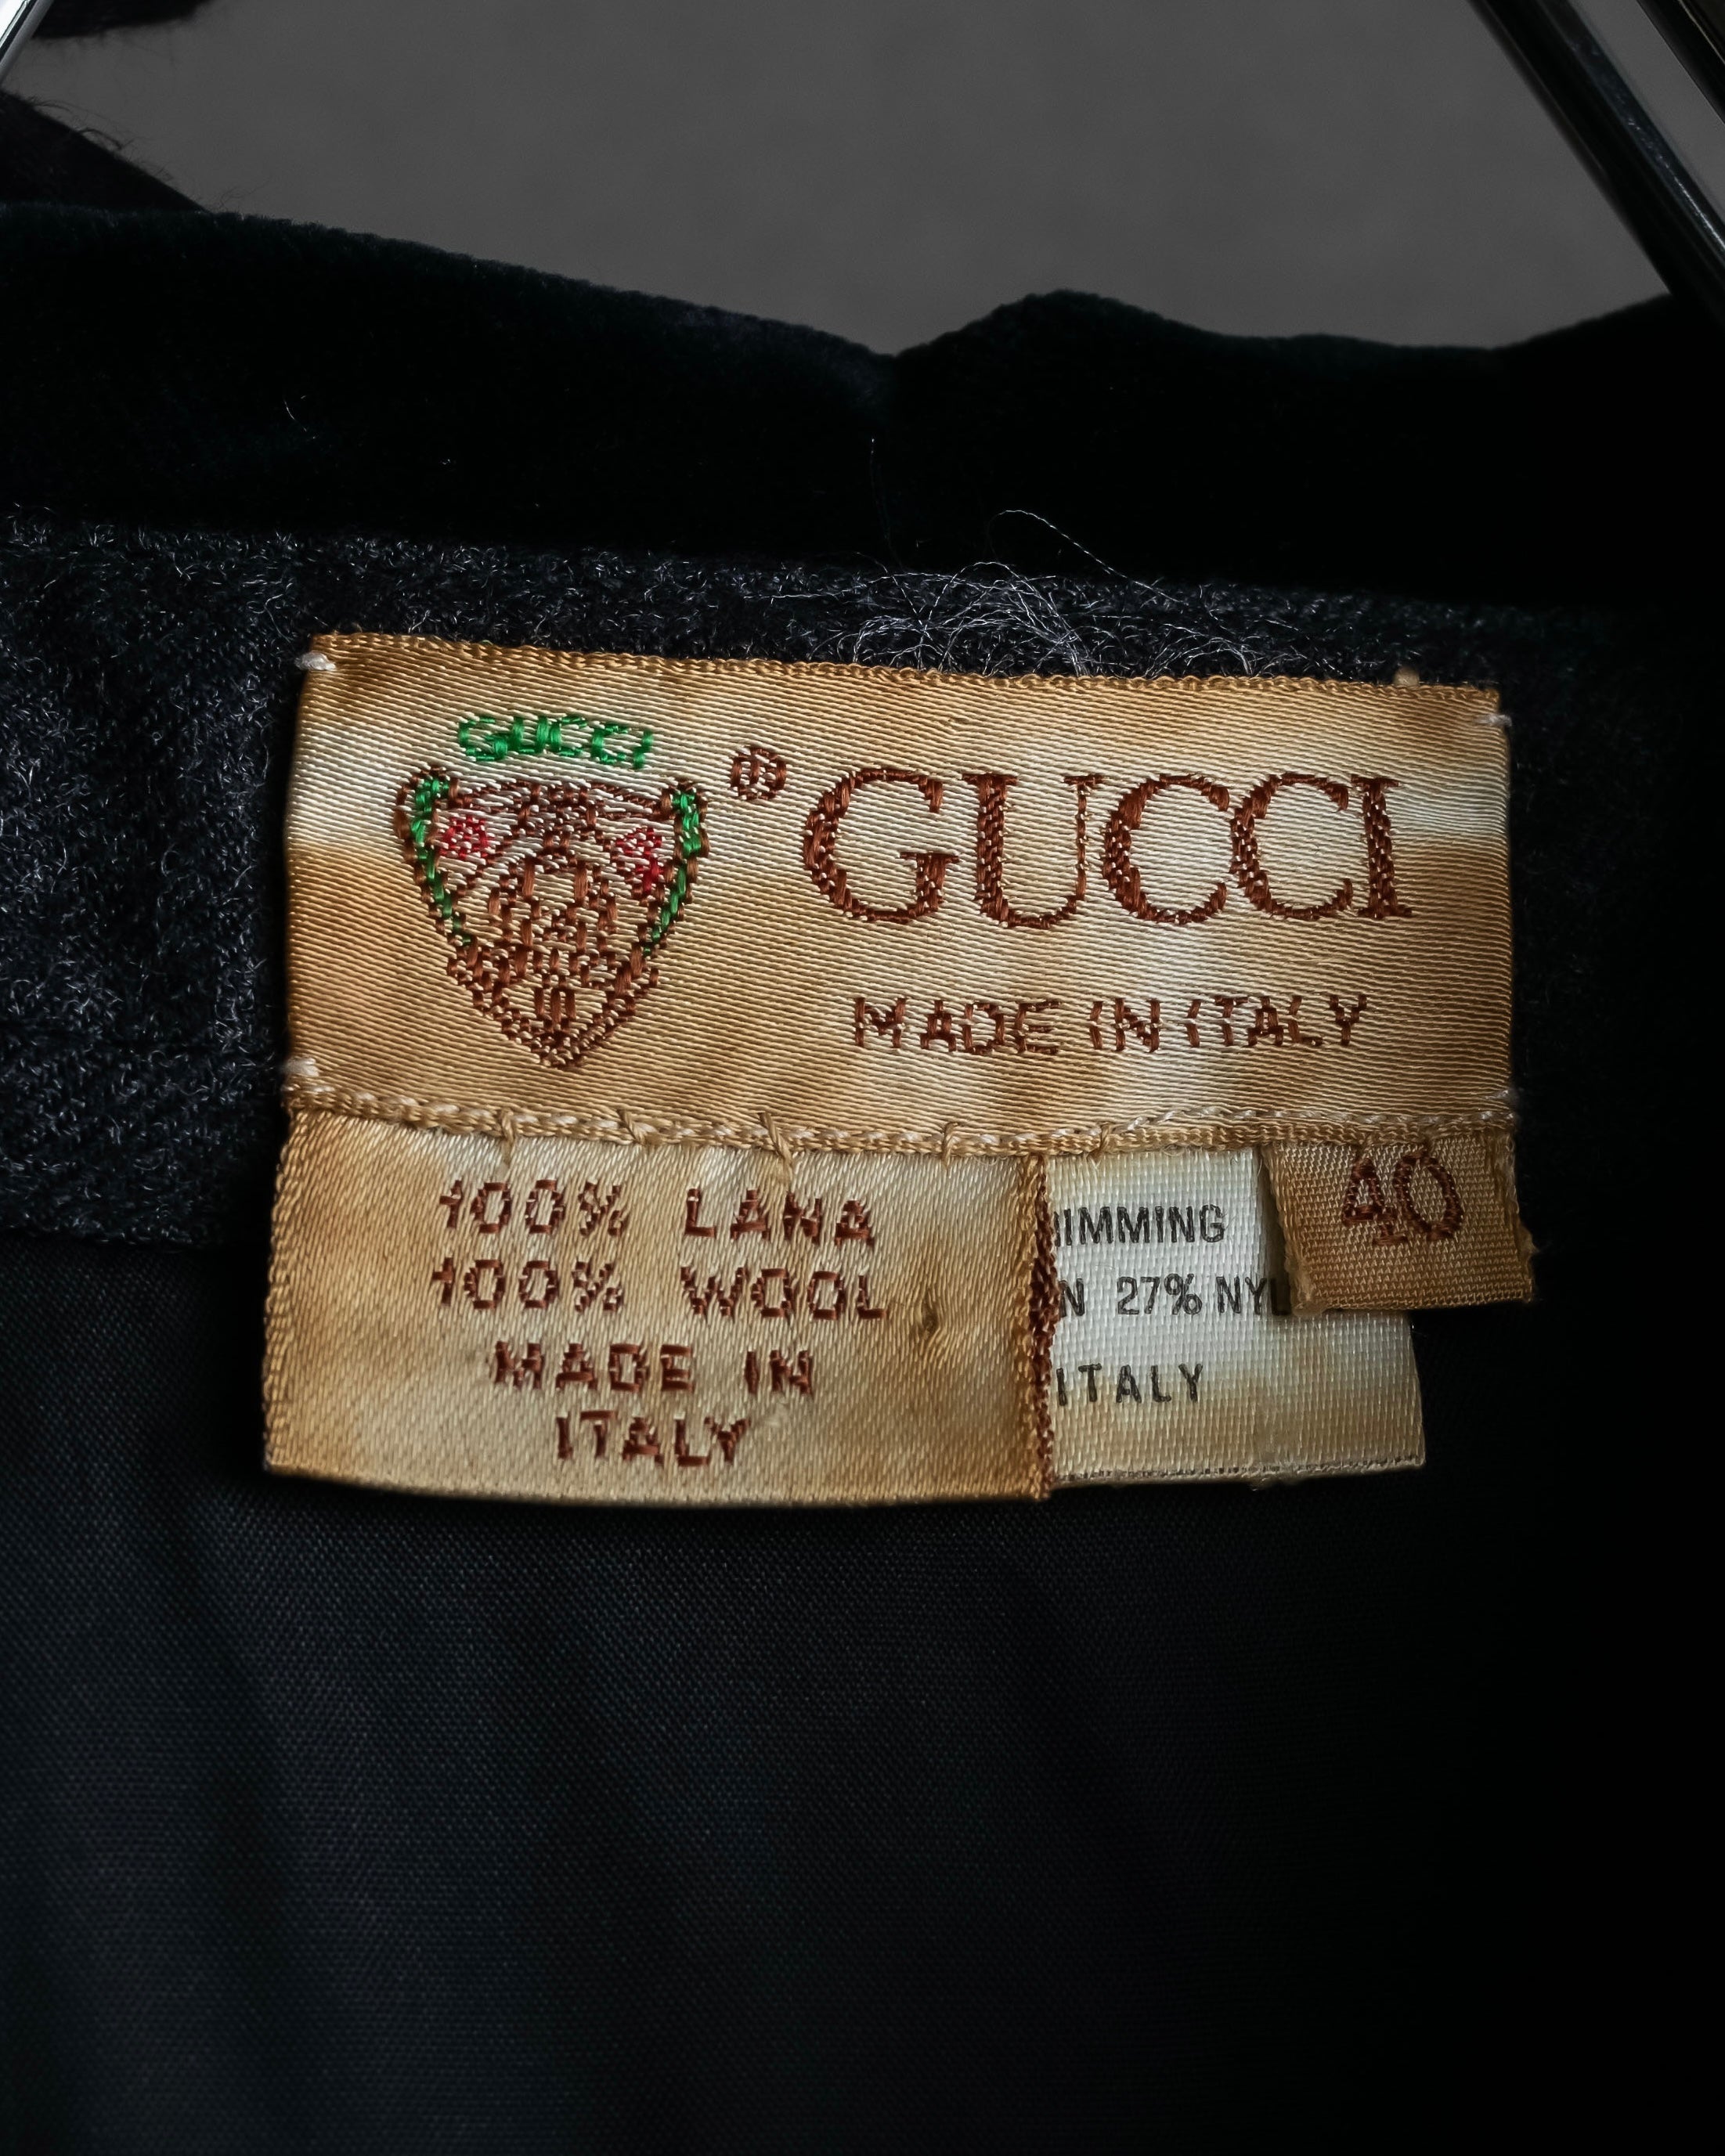 GUCCI
® GUCCI
MADE IN ITALY
100% LANA
100% WOOL
MADE IN
ITALY
IMMING
N 27% NY
ITALY
40